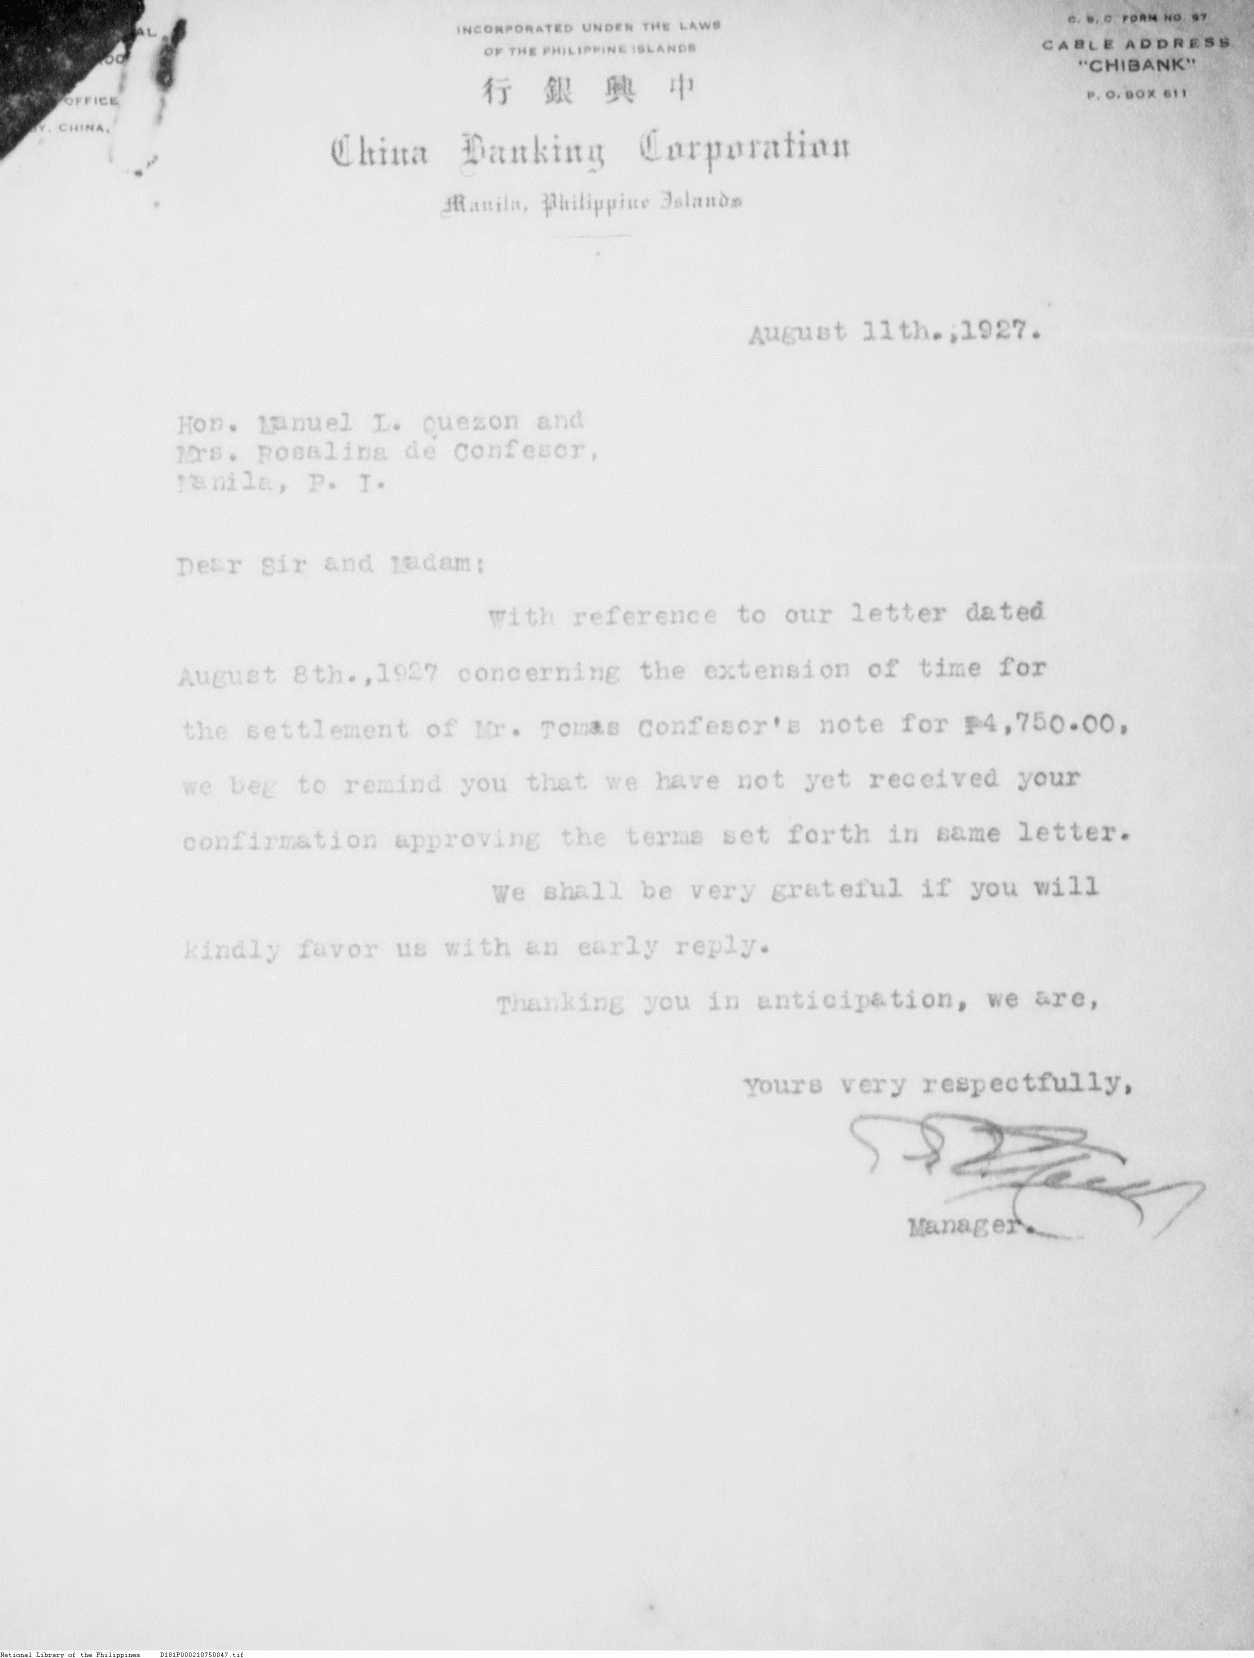 INCORPORATED UNDER THE LAWS
OF THE PHILIPPINE ISLANDS
C. B. C. FORM NO. 97
CABLE ADDRESS
"CHIBANK"
P. O. BOX 611
OFFICE
CHINA,
行銀興中
China Banking Corporation
Manila, Philippine Islands
August 11th.,1927.
Hon. Manuel L. Quezon and
Mrs. Rosalina de Confesor,
Manila, P. I.
Dear Sir and Madam:
With reference to our letter dated
August 8th.,1927 concerning the extension of time for
the settlement of Mr. Tomas Confesor's note for ₱4,750.00,
we beg to remind you that we have not yet received your
confirmation approving the terms set forth in same letter.
We shall be very grateful if you will
kindly favor us with an early reply.
Thanking you in anticipation, we are,
Yours very respectfully,
Manager.
National Library of the Philippines D181P000210750047.tif